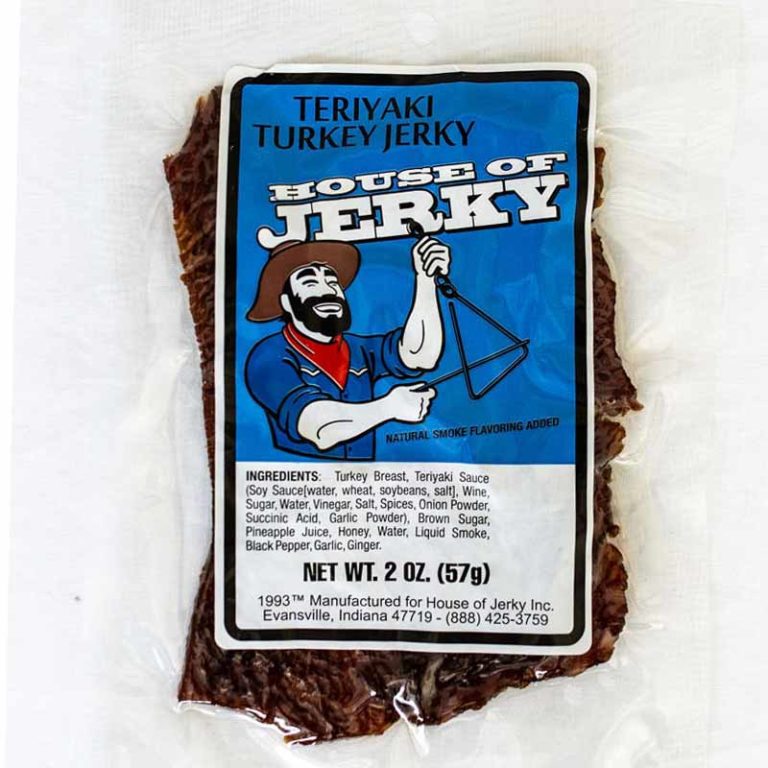 TERIYAKI
TURKEY JERKY
HOUSE OF
JERKY
NATURAL SMOKE FLAVORING ADDED
INGREDIENTS: Turkey Breast, Teriyaki Sauce
(Soy Sauce[water, wheat, soybeans, salt], Wine,
Sugar, Water, Vinegar, Salt, Spices, Onion Powder,
Succinic Acid, Garlic Powder), Brown Sugar,
Pineapple Juice, Honey, Water, Liquid Smoke,
Black Pepper, Garlic, Ginger.
NET WT. 2 OZ. (57g)
1993™ Manufactured for House of Jerky Inc.
Evansville, Indiana 47719 - (888) 425-3759